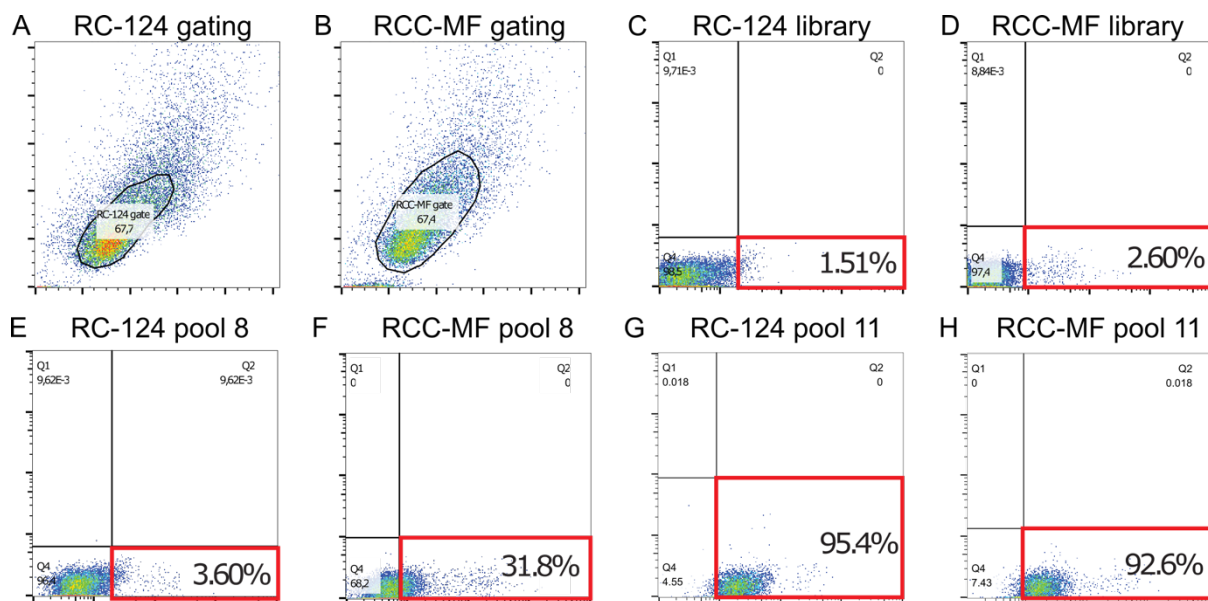 A RC-124 gating
RC-124 gate
67,7
B RCC-MF gating
RCC-MF gate
67,4
C RC-124 library
Q1
9,71E-3
Q2
0
Q4
98,5
1.51%
D RCC-MF library
Q1
8,84E-3
Q2
0
Q4
97,4
2.60%
E RC-124 pool 8
Q1
9,62E-3
Q2
9,62E-3
Q4
96,4
3.60%
F RCC-MF pool 8
Q1
0
Q2
0
Q4
68,2
31.8%
G RC-124 pool 11
Q1
0.018
Q2
0
Q4
4.55
95.4%
H RCC-MF pool 11
Q1
0
Q2
0.018
Q4
7.43
92.6%